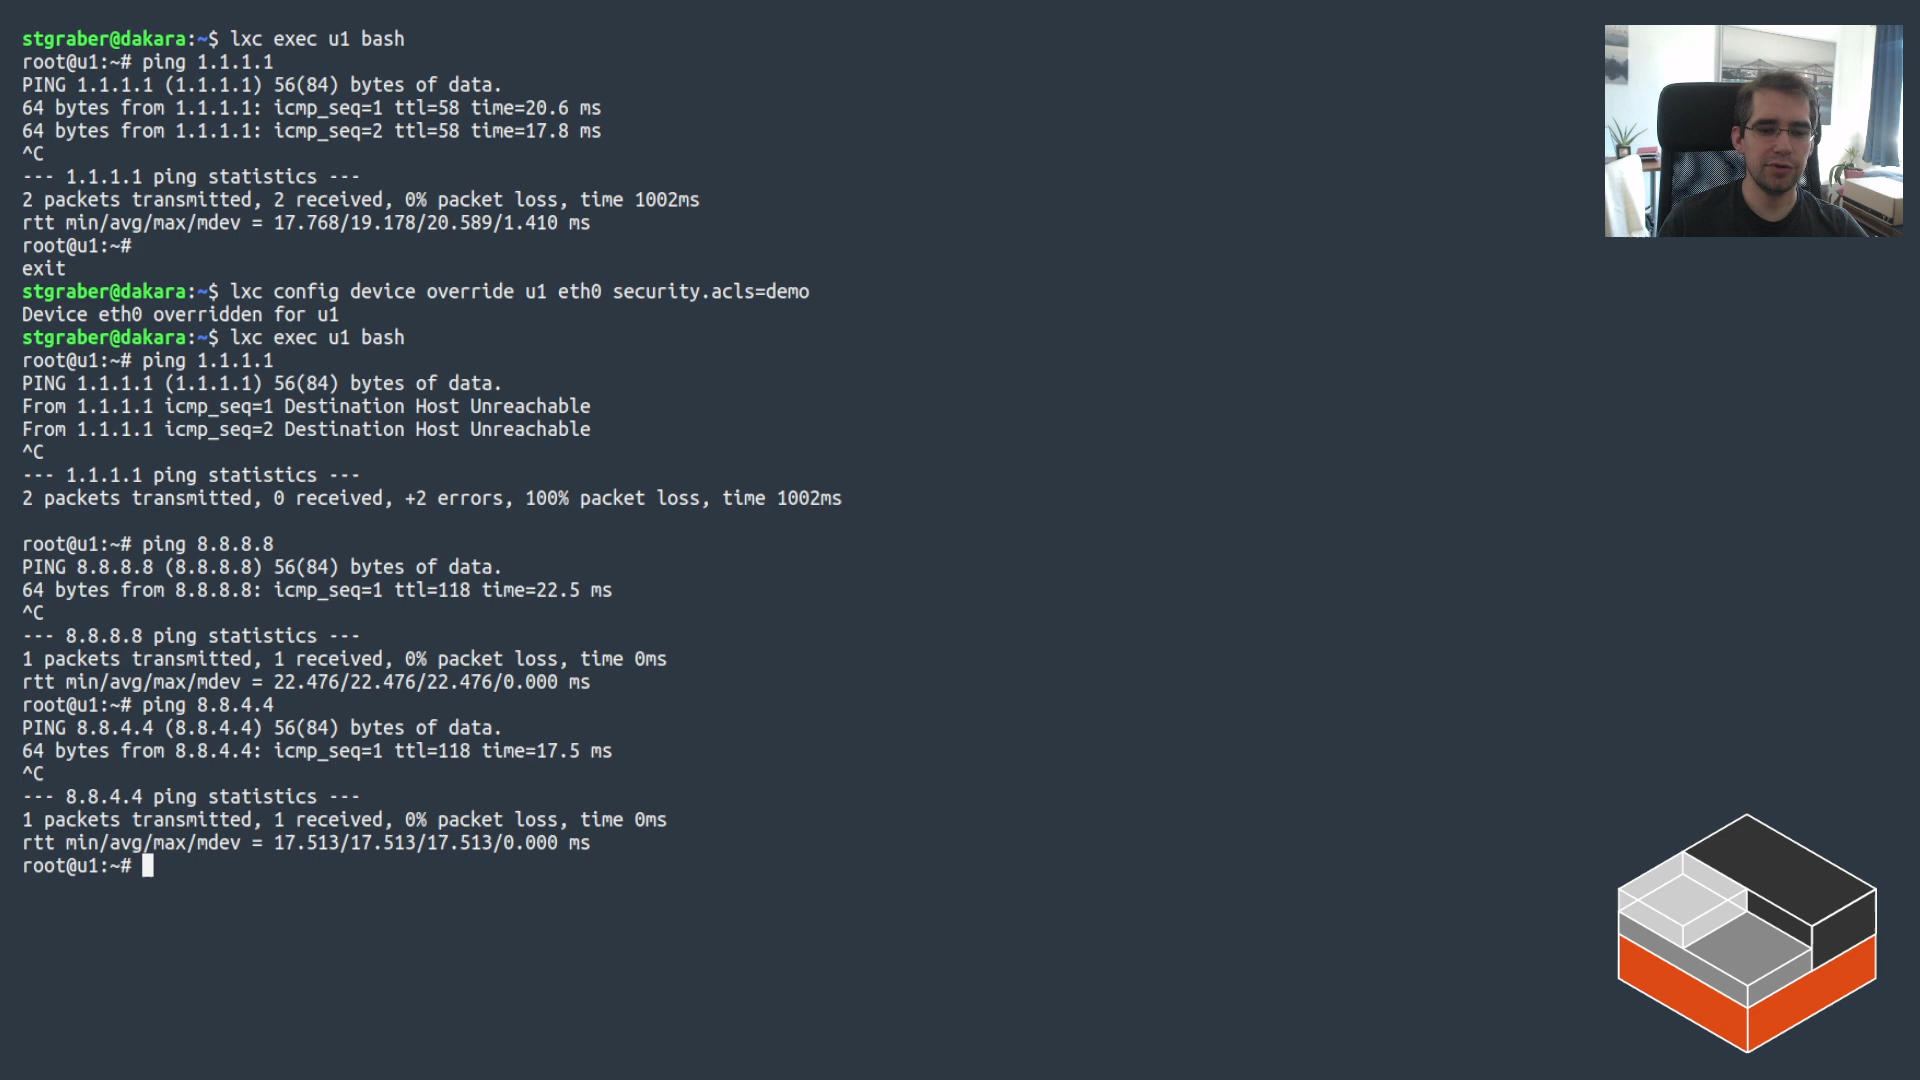 stgraber@dakara:~$ lxc exec u1 bash
root@u1:~# ping 1.1.1.1
PING 1.1.1.1 (1.1.1.1) 56(84) bytes of data.
64 bytes from 1.1.1.1: icmp_seq=1 ttl=58 time=20.6 ms
64 bytes from 1.1.1.1: icmp_seq=2 ttl=58 time=17.8 ms
^C
--- 1.1.1.1 ping statistics ---
2 packets transmitted, 2 received, 0% packet loss, time 1002ms
rtt min/avg/max/mdev = 17.768/19.178/20.589/1.410 ms
root@u1:~#
exit
stgraber@dakara:~$ lxc config device override u1 eth0 security.acls=demo
Device eth0 overridden for u1
stgraber@dakara:~$ lxc exec u1 bash
root@u1:~# ping 1.1.1.1
PING 1.1.1.1 (1.1.1.1) 56(84) bytes of data.
From 1.1.1.1 icmp_seq=1 Destination Host Unreachable
From 1.1.1.1 icmp_seq=2 Destination Host Unreachable
^C
--- 1.1.1.1 ping statistics ---
2 packets transmitted, 0 received, +2 errors, 100% packet loss, time 1002ms
root@u1:~# ping 8.8.8.8
PING 8.8.8.8 (8.8.8.8) 56(84) bytes of data.
64 bytes from 8.8.8.8: icmp_seq=1 ttl=118 time=22.5 ms
^C
--- 8.8.8.8 ping statistics ---
1 packets transmitted, 1 received, 0% packet loss, time 0ms
rtt min/avg/max/mdev = 22.476/22.476/22.476/0.000 ms
root@u1:~# ping 8.8.4.4
PING 8.8.4.4 (8.8.4.4) 56(84) bytes of data.
64 bytes from 8.8.4.4: icmp_seq=1 ttl=118 time=17.5 ms
^C
--- 8.8.4.4 ping statistics ---
1 packets transmitted, 1 received, 0% packet loss, time 0ms
rtt min/avg/max/mdev = 17.513/17.513/17.513/0.000 ms
root@u1:~#